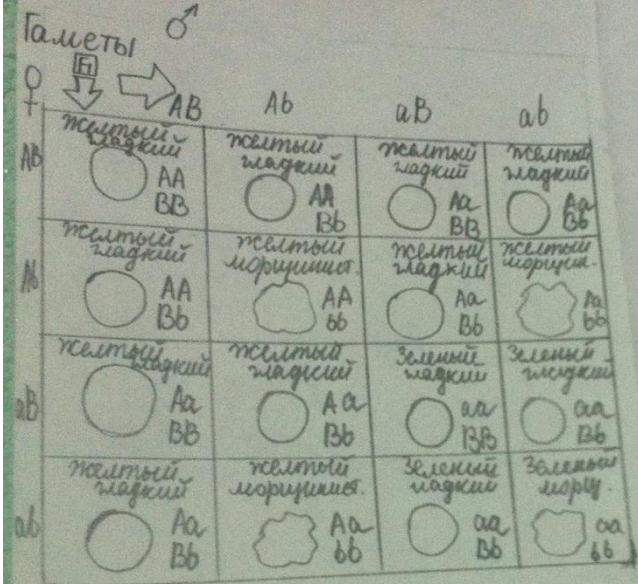 Гаметы ♂
F1
♀
AB
Ab
aB
ab
AB
Желтый
гладкий
AA
BB
желтый
гладкий
AA
Bb
желтый
гладкий
Aa
BB
желтый
гладкий
Aa
Bb
Ab
Желтый
гладкий
AA
Bb
желтый
морщинист.
AA
bb
желтый
гладкий
Aa
Bb
желтый
морщин.
Aa
bb
aB
Желтый
гладкий
Aa
BB
желтый
гладкий
Aa
Bb
Зеленый
гладкий
aa
BB
Зеленый
гладкий
aa
Bb
ab
Желтый
гладкий
Aa
Bb
желтый
морщинист.
Aa
bb
Зеленый
гладкий
aa
Bb
Зеленый
морщ.
aa
bb